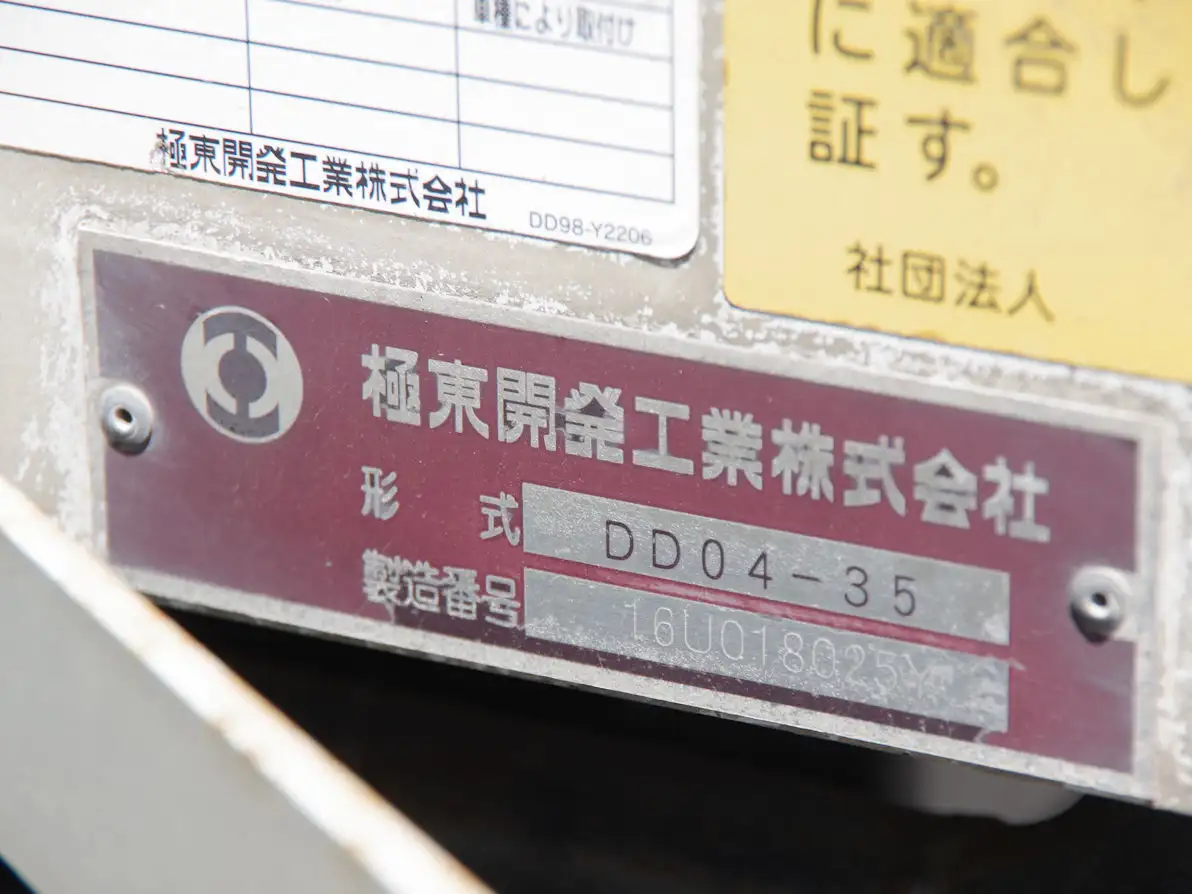 車種により取付け
極東開発工業株式会社
DD98-Y2206
に適合し
証す。
社団法人
極東開発工業株式会社
形 式 DD04-35
製造番号 16U018025Y